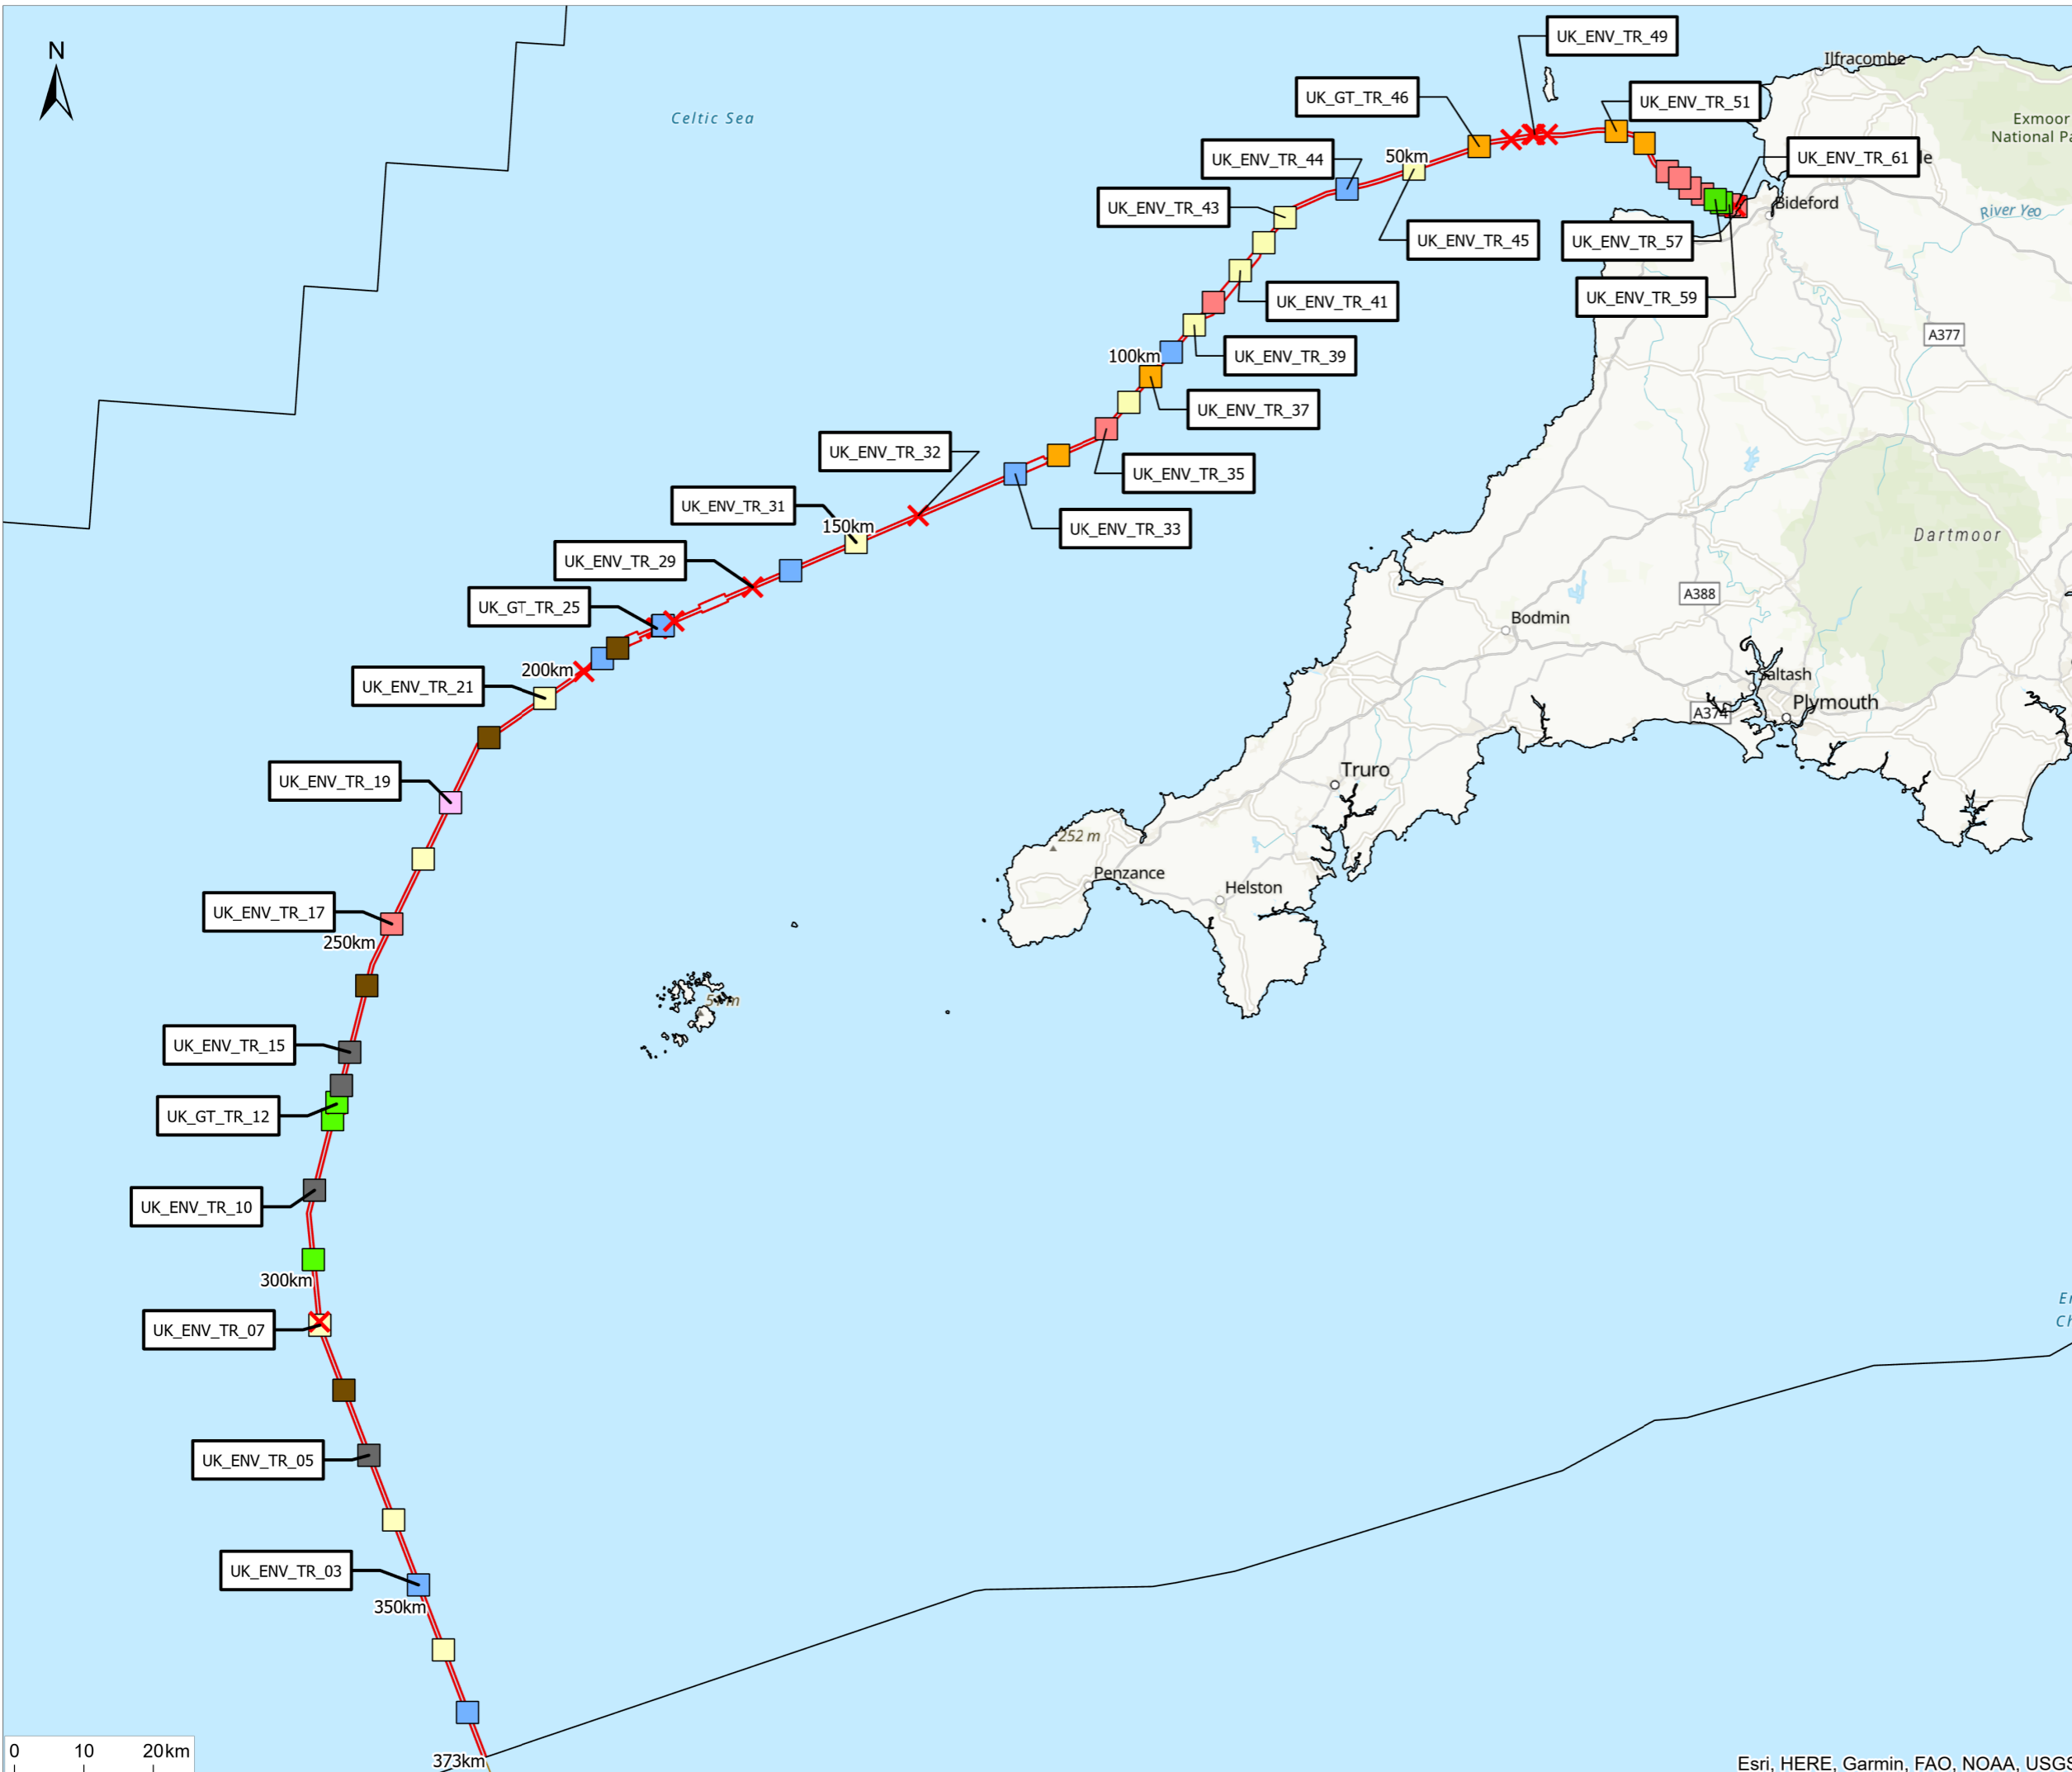 N
Celtic Sea
UK_ENV_TR_49
Ilfracombe
UK_GT_TR_46
UK_ENV_TR_51
Exmoor
National Pa
UK_ENV_TR_44
50km
UK_ENV_TR_61
le
UK_ENV_TR_43
Bideford
River Yeo
UK_ENV_TR_45
UK_ENV_TR_57
UK_ENV_TR_41
UK_ENV_TR_59
A377
100km
UK_ENV_TR_39
UK_ENV_TR_37
UK_ENV_TR_32
UK_ENV_TR_35
UK_ENV_TR_31
150km
UK_ENV_TR_33
Dartmoor
UK_ENV_TR_29
UK_GT_TR_25
A388
Bodmin
200km
UK_ENV_TR_21
Saltash
Plymouth
A374
UK_ENV_TR_19
Truro
252 m
Penzance
Helston
UK_ENV_TR_17
250km
UK_ENV_TR_15
UK_GT_TR_12
UK_ENV_TR_10
300km
UK_ENV_TR_07
En
Ch
UK_ENV_TR_05
UK_ENV_TR_03
350km
373km
0 10 20km
Esri, HERE, Garmin, FAO, NOAA, USGS